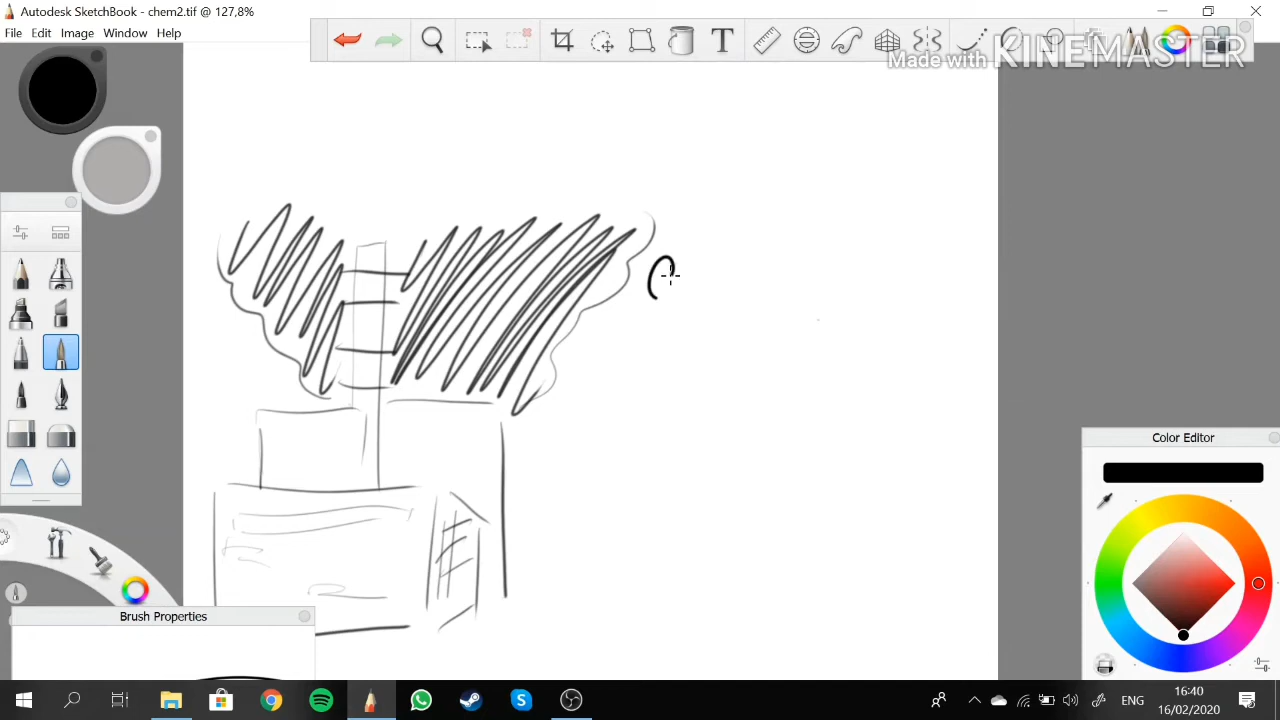 Autodesk SketchBook - chem2.tif @ 127,8%
File Edit Image Window Help
Made with KINEMASTER
Color Editor
Brush Properties
ENG
16:40
16/02/2020